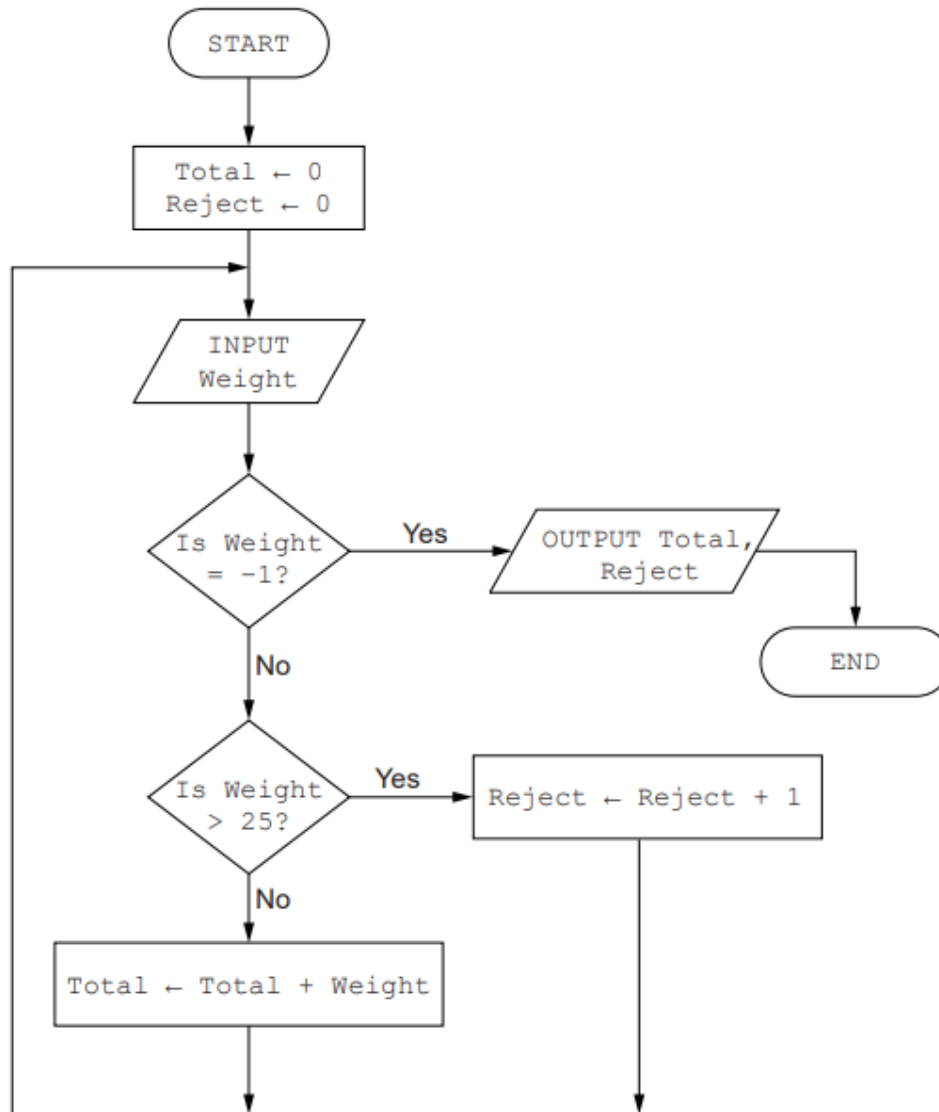 START
Total ← 0
Reject ← 0
INPUT
Weight
Is Weight
= −1?
Yes
OUTPUT Total,
Reject
END
No
Is Weight
> 25?
Yes
Reject ← Reject + 1
No
Total ← Total + Weight